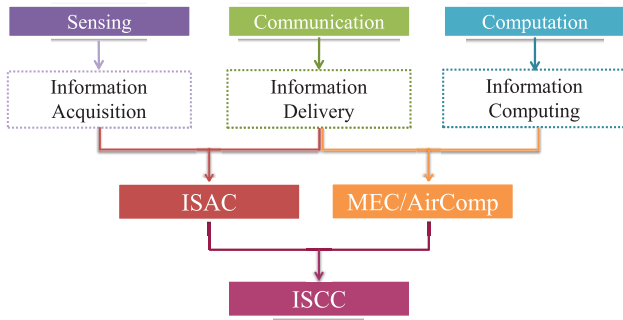 Sensing
Communication
Computation
Information
Acquisition
Information
Delivery
Information
Computing
ISAC
MEC/AirComp
ISCC